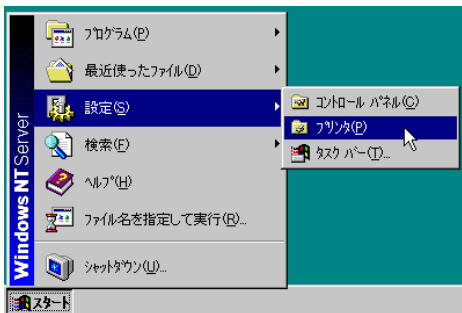 ﾌﾟﾛｸﾞﾗﾑ(P)
最近使ったﾌｧｲﾙ(D)
設定(S)
ｺﾝﾄﾛｰﾙ ﾊﾟﾈﾙ(C)
ﾌﾟﾘﾝﾀ(P)
ﾀｽｸ ﾊﾞｰ(T)...
検索(F)
ﾍﾙﾌﾟ(H)
ﾌｧｲﾙ名を指定して実行(R)...
ｼｬｯﾄﾀﾞｳﾝ(U)...
Windows NT Server
スタート